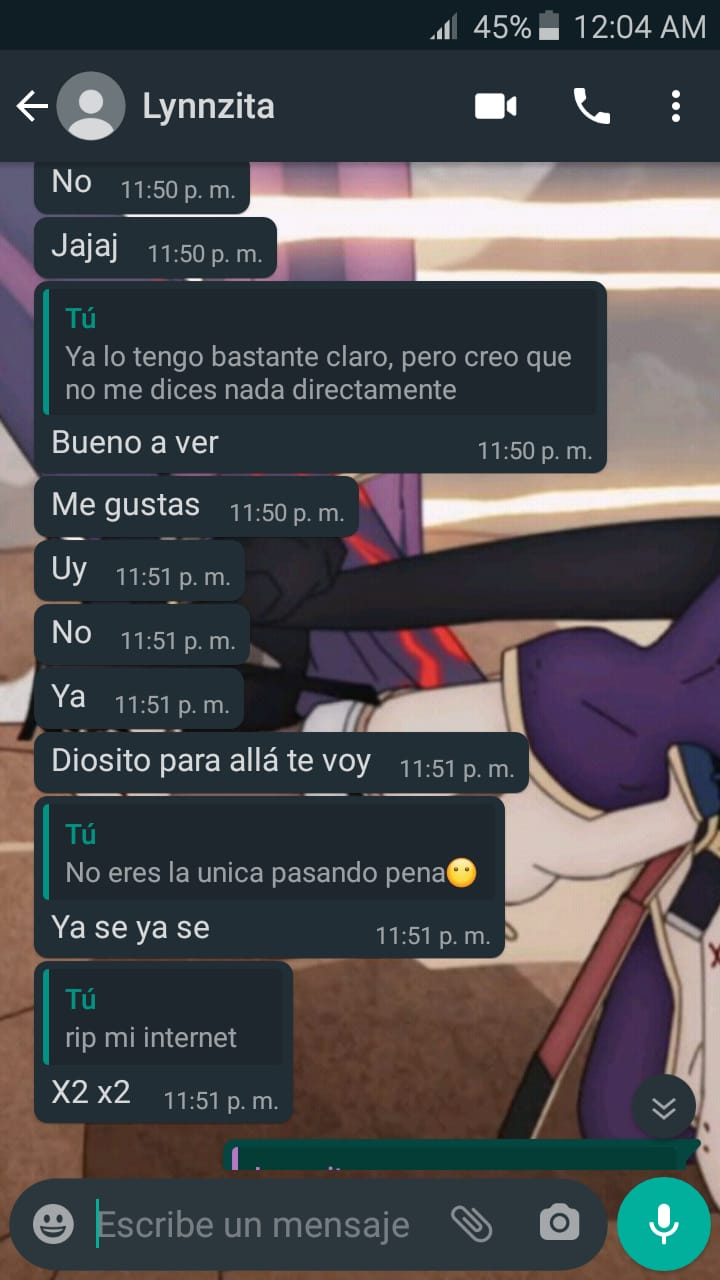 45% 12:04 AM
Lynnzita
No 11:50 p. m.
Jajaj 11:50 p. m.
Tú
Ya lo tengo bastante claro, pero creo que
no me dices nada directamente
Bueno a ver 11:50 p. m.
Me gustas 11:50 p. m.
Uy 11:51 p. m.
No 11:51 p. m.
Ya 11:51 p. m.
Diosito para allá te voy 11:51 p. m.
Tú
No eres la unica pasando pena😶
Ya se ya se 11:51 p. m.
Tú
rip mi internet
X2 x2 11:51 p. m.
Escribe un mensaje